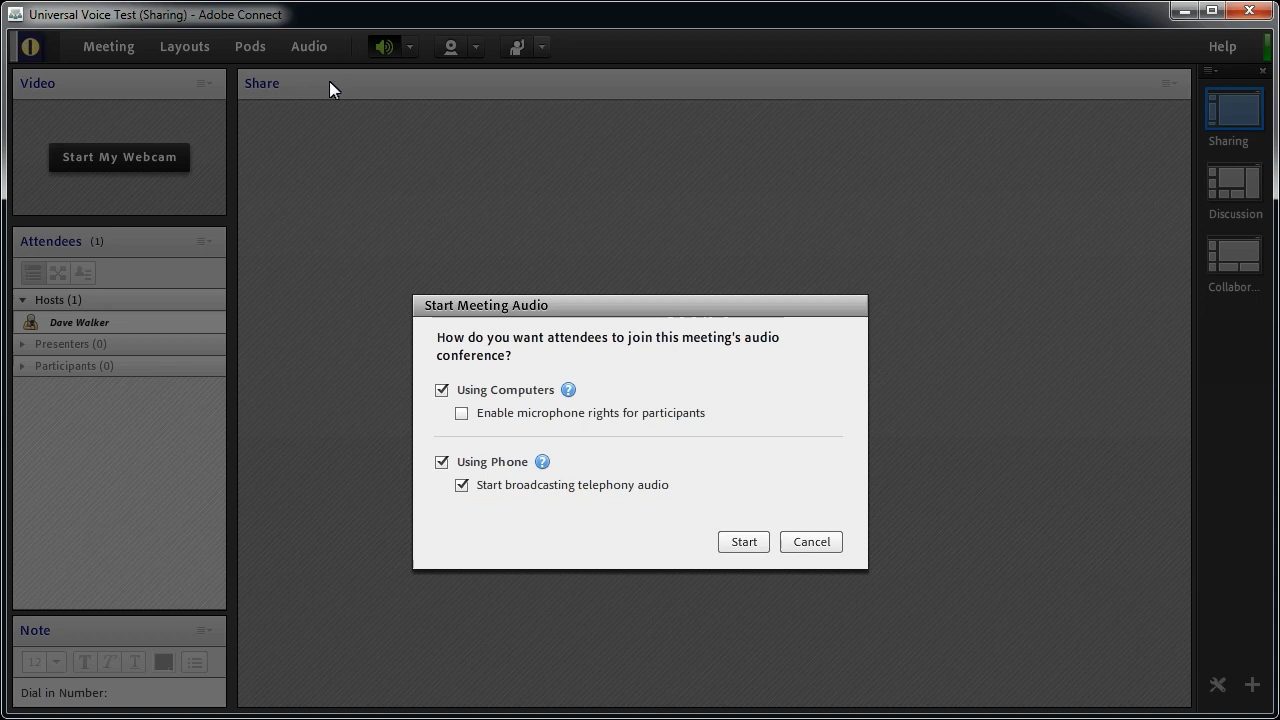 Universal Voice Test (Sharing) - Adobe Connect
Meeting Layouts Pods Audio Help
Video
Share
Start My Webcam
Sharing
Discussion
Collabor...
Attendees (1)
Hosts (1)
Dave Walker
Presenters (0)
Participants (0)
Start Meeting Audio
How do you want attendees to join this meeting's audio
conference?
Using Computers ?
Enable microphone rights for participants
Using Phone ?
Start broadcasting telephony audio
Start Cancel
Note
12 T T T
Dial in Number: